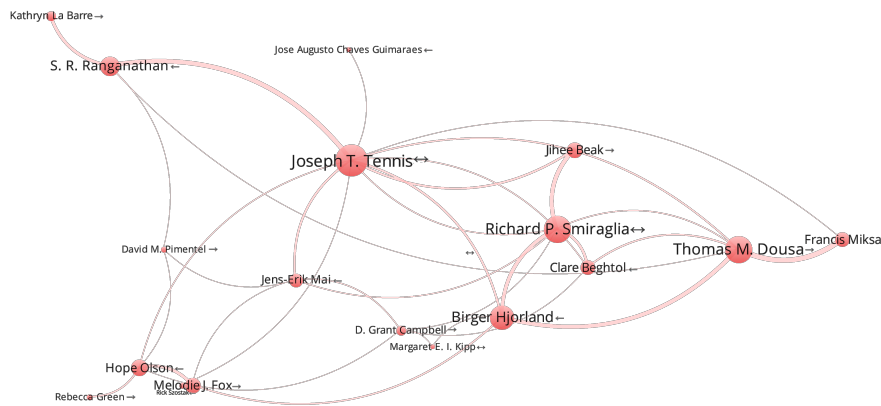 Kathryn La Barre→
Jose Augusto Chaves Guimaraes←
S. R. Ranganathan←
Joseph T. Tennis↔
Jihee Beak→
Richard P. Smiraglia↔
Francis Miksa
David M. Pimentel →
↔
Thomas M. Dousa→
Clare Beghtol ←
Jens-Erik Mai ←
Birger Hjorland←
D. Grant Campbell→
Margaret E. I. Kipp↔
Hope Olson←
Melodie J. Fox→
Rick Szostak
Rebecca Green→